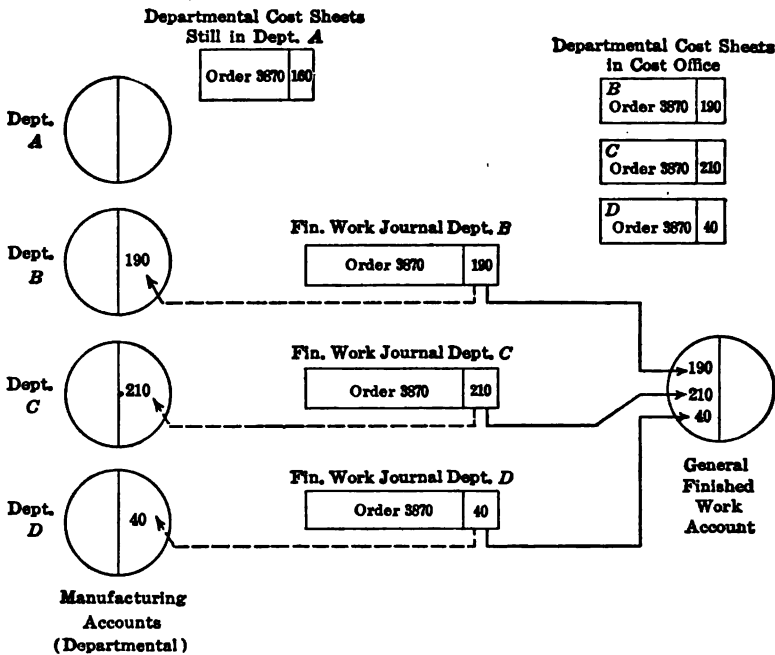 Departmental Cost Sheets
Still in Dept. A
Order 3870 160
Departmental Cost Sheets
in Cost Office
B
Order 3870 190
C
Order 3870 210
D
Order 3870 40
Dept.
A
Dept.
B
190
Fin. Work Journal Dept. B
Order 3870 190
Dept.
C
210
Fin. Work Journal Dept. C
Order 3870 210
Dept.
D
40
Fin. Work Journal Dept. D
Order 3870 40
190
210
40
General
Finished
Work
Account
Manufacturing
Accounts
(Departmental)